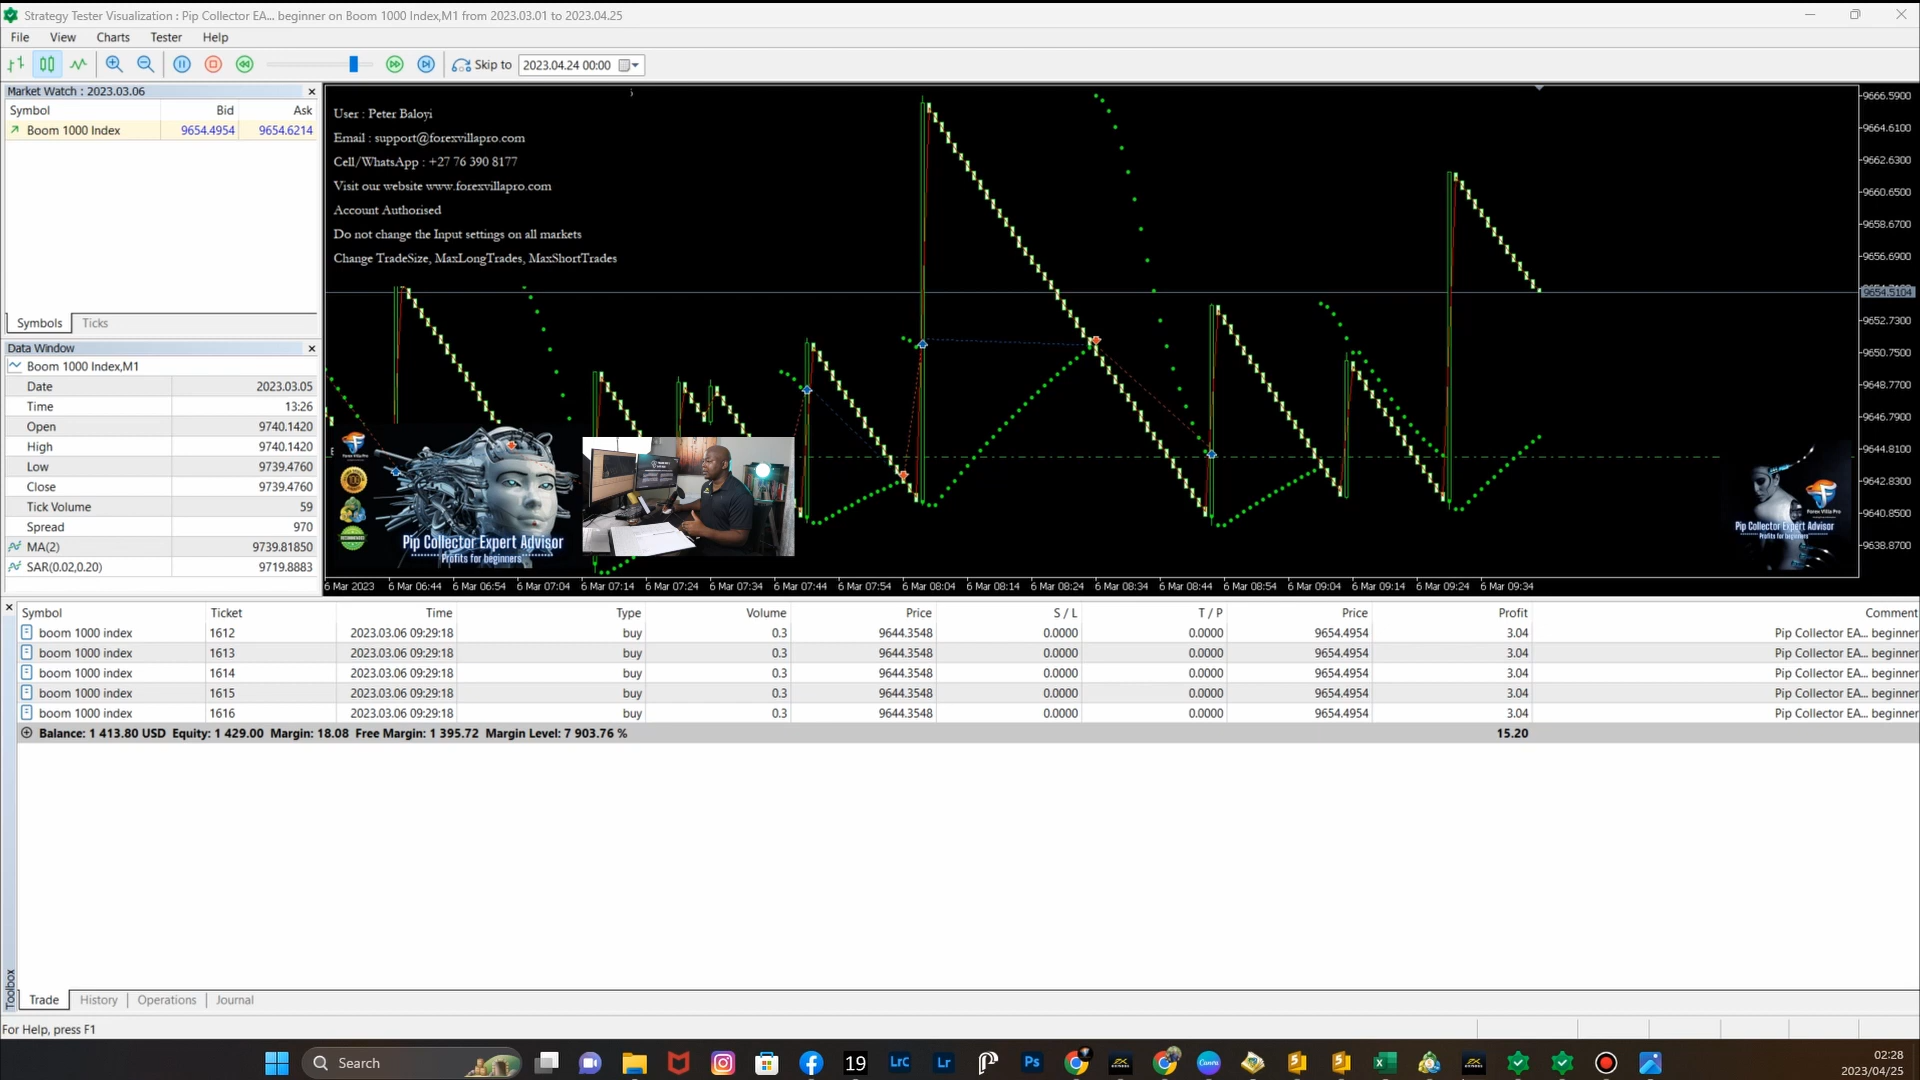 Strategy Tester Visualization : Pip Collector EA... beginner on Boom 1000 Index,M1 from 2023.03.01 to 2023.04.25
File View Charts Tester Help
Skip to 2023.04.24 00:00
Market Watch : 2023.03.06
Symbol Bid Ask
Boom 1000 Index 9654.4954 9654.6214
Symbols Ticks
Data Window
Boom 1000 Index,M1
Date 2023.03.05
Time 13:26
Open 9740.1420
High 9740.1420
Low 9739.4760
Close 9739.4760
Tick Volume 59
Spread 970
MA(2) 9739.81850
SAR(0.02,0.20) 9719.8883
User : Peter Baloyi
Email : support@forexvillapro.com
Cell/WhatsApp : +27 76 390 8177
Visit our website www.forexvillapro.com
Account Authorised
Do not change the Input settings on all markets
Change TradeSize, MaxLongTrades, MaxShortTrades
9666.5900
9664.6100
9662.6300
9660.6500
9658.6700
9656.6900
9654.5104
9652.7300
9650.7500
9648.7700
9646.7900
9644.8100
9642.8300
9640.8500
9638.8700
Forex Villa Pro
Pip Collector Expert Advisor
Profits for beginners
Forex Villa Pro
Pip Collector Expert Advisor
Profits for beginners
6 Mar 2023 6 Mar 06:44 6 Mar 06:54 6 Mar 07:04 6 Mar 07:14 6 Mar 07:24 6 Mar 07:34 6 Mar 07:44 6 Mar 07:54 6 Mar 08:04 6 Mar 08:14 6 Mar 08:24 6 Mar 08:34 6 Mar 08:44 6 Mar 08:54 6 Mar 09:04 6 Mar 09:14 6 Mar 09:24 6 Mar 09:34
Symbol Ticket Time Type Volume Price S / L T / P Price Profit Comment
boom 1000 index 1612 2023.03.06 09:29:18 buy 0.3 9644.3548 0.0000 0.0000 9654.4954 3.04 Pip Collector EA... beginner
boom 1000 index 1613 2023.03.06 09:29:18 buy 0.3 9644.3548 0.0000 0.0000 9654.4954 3.04 Pip Collector EA... beginner
boom 1000 index 1614 2023.03.06 09:29:18 buy 0.3 9644.3548 0.0000 0.0000 9654.4954 3.04 Pip Collector EA... beginner
boom 1000 index 1615 2023.03.06 09:29:18 buy 0.3 9644.3548 0.0000 0.0000 9654.4954 3.04 Pip Collector EA... beginner
boom 1000 index 1616 2023.03.06 09:29:18 buy 0.3 9644.3548 0.0000 0.0000 9654.4954 3.04 Pip Collector EA... beginner
Balance: 1 413.80 USD Equity: 1 429.00 Margin: 18.08 Free Margin: 1 395.72 Margin Level: 7 903.76 % 15.20
Toolbox
Trade History Operations Journal
For Help, press F1
Search 19 LrC Lr Ps
02:28
2023/04/25